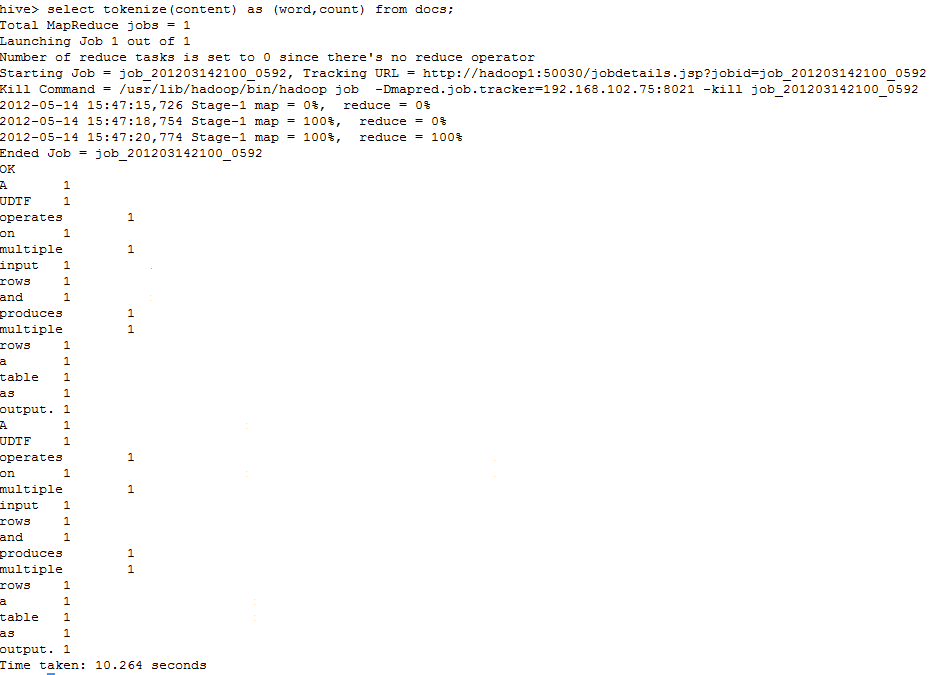 hive> select tokenize(content) as (word,count) from docs;
Total MapReduce jobs = 1
Launching Job 1 out of 1
Number of reduce tasks is set to 0 since there's no reduce operator
Starting Job = job_201203142100_0592, Tracking URL = http://hadoop1:50030/jobdetails.jsp?jobid=job_201203142100_0592
Kill Command = /usr/lib/hadoop/bin/hadoop job  -Dmapred.job.tracker=192.168.102.75:8021 -kill job_201203142100_0592
2012-05-14 15:47:15,726 Stage-1 map = 0%,  reduce = 0%
2012-05-14 15:47:18,754 Stage-1 map = 100%,  reduce = 0%
2012-05-14 15:47:20,774 Stage-1 map = 100%,  reduce = 100%
Ended Job = job_201203142100_0592
OK
A       1
UDTF    1
operates        1
on      1
multiple        1
input   1
rows    1
and     1
produces        1
multiple        1
rows    1
a       1
table   1
as      1
output. 1
A       1
UDTF    1
operates        1
on      1
multiple        1
input   1
rows    1
and     1
produces        1
multiple        1
rows    1
a       1
table   1
as      1
output. 1
Time taken: 10.264 seconds